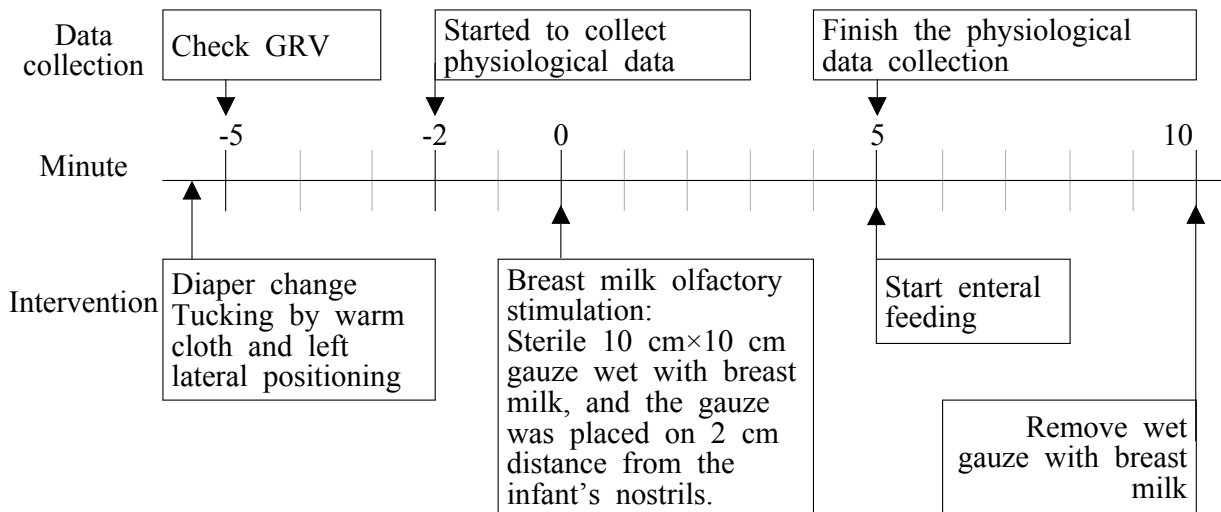 Data
collection
Check GRV
Started to collect
physiological data
Finish the physiological
data collection
-5
-2
0
5
10
Minute
Intervention
Diaper change
Tucking by warm
cloth and left
lateral positioning
Breast milk olfactory
stimulation:
Sterile 10 cm×10 cm
gauze wet with breast
milk, and the gauze
was placed on 2 cm
distance from the
infant’s nostrils.
Start enteral
feeding
Remove wet
gauze with breast
milk